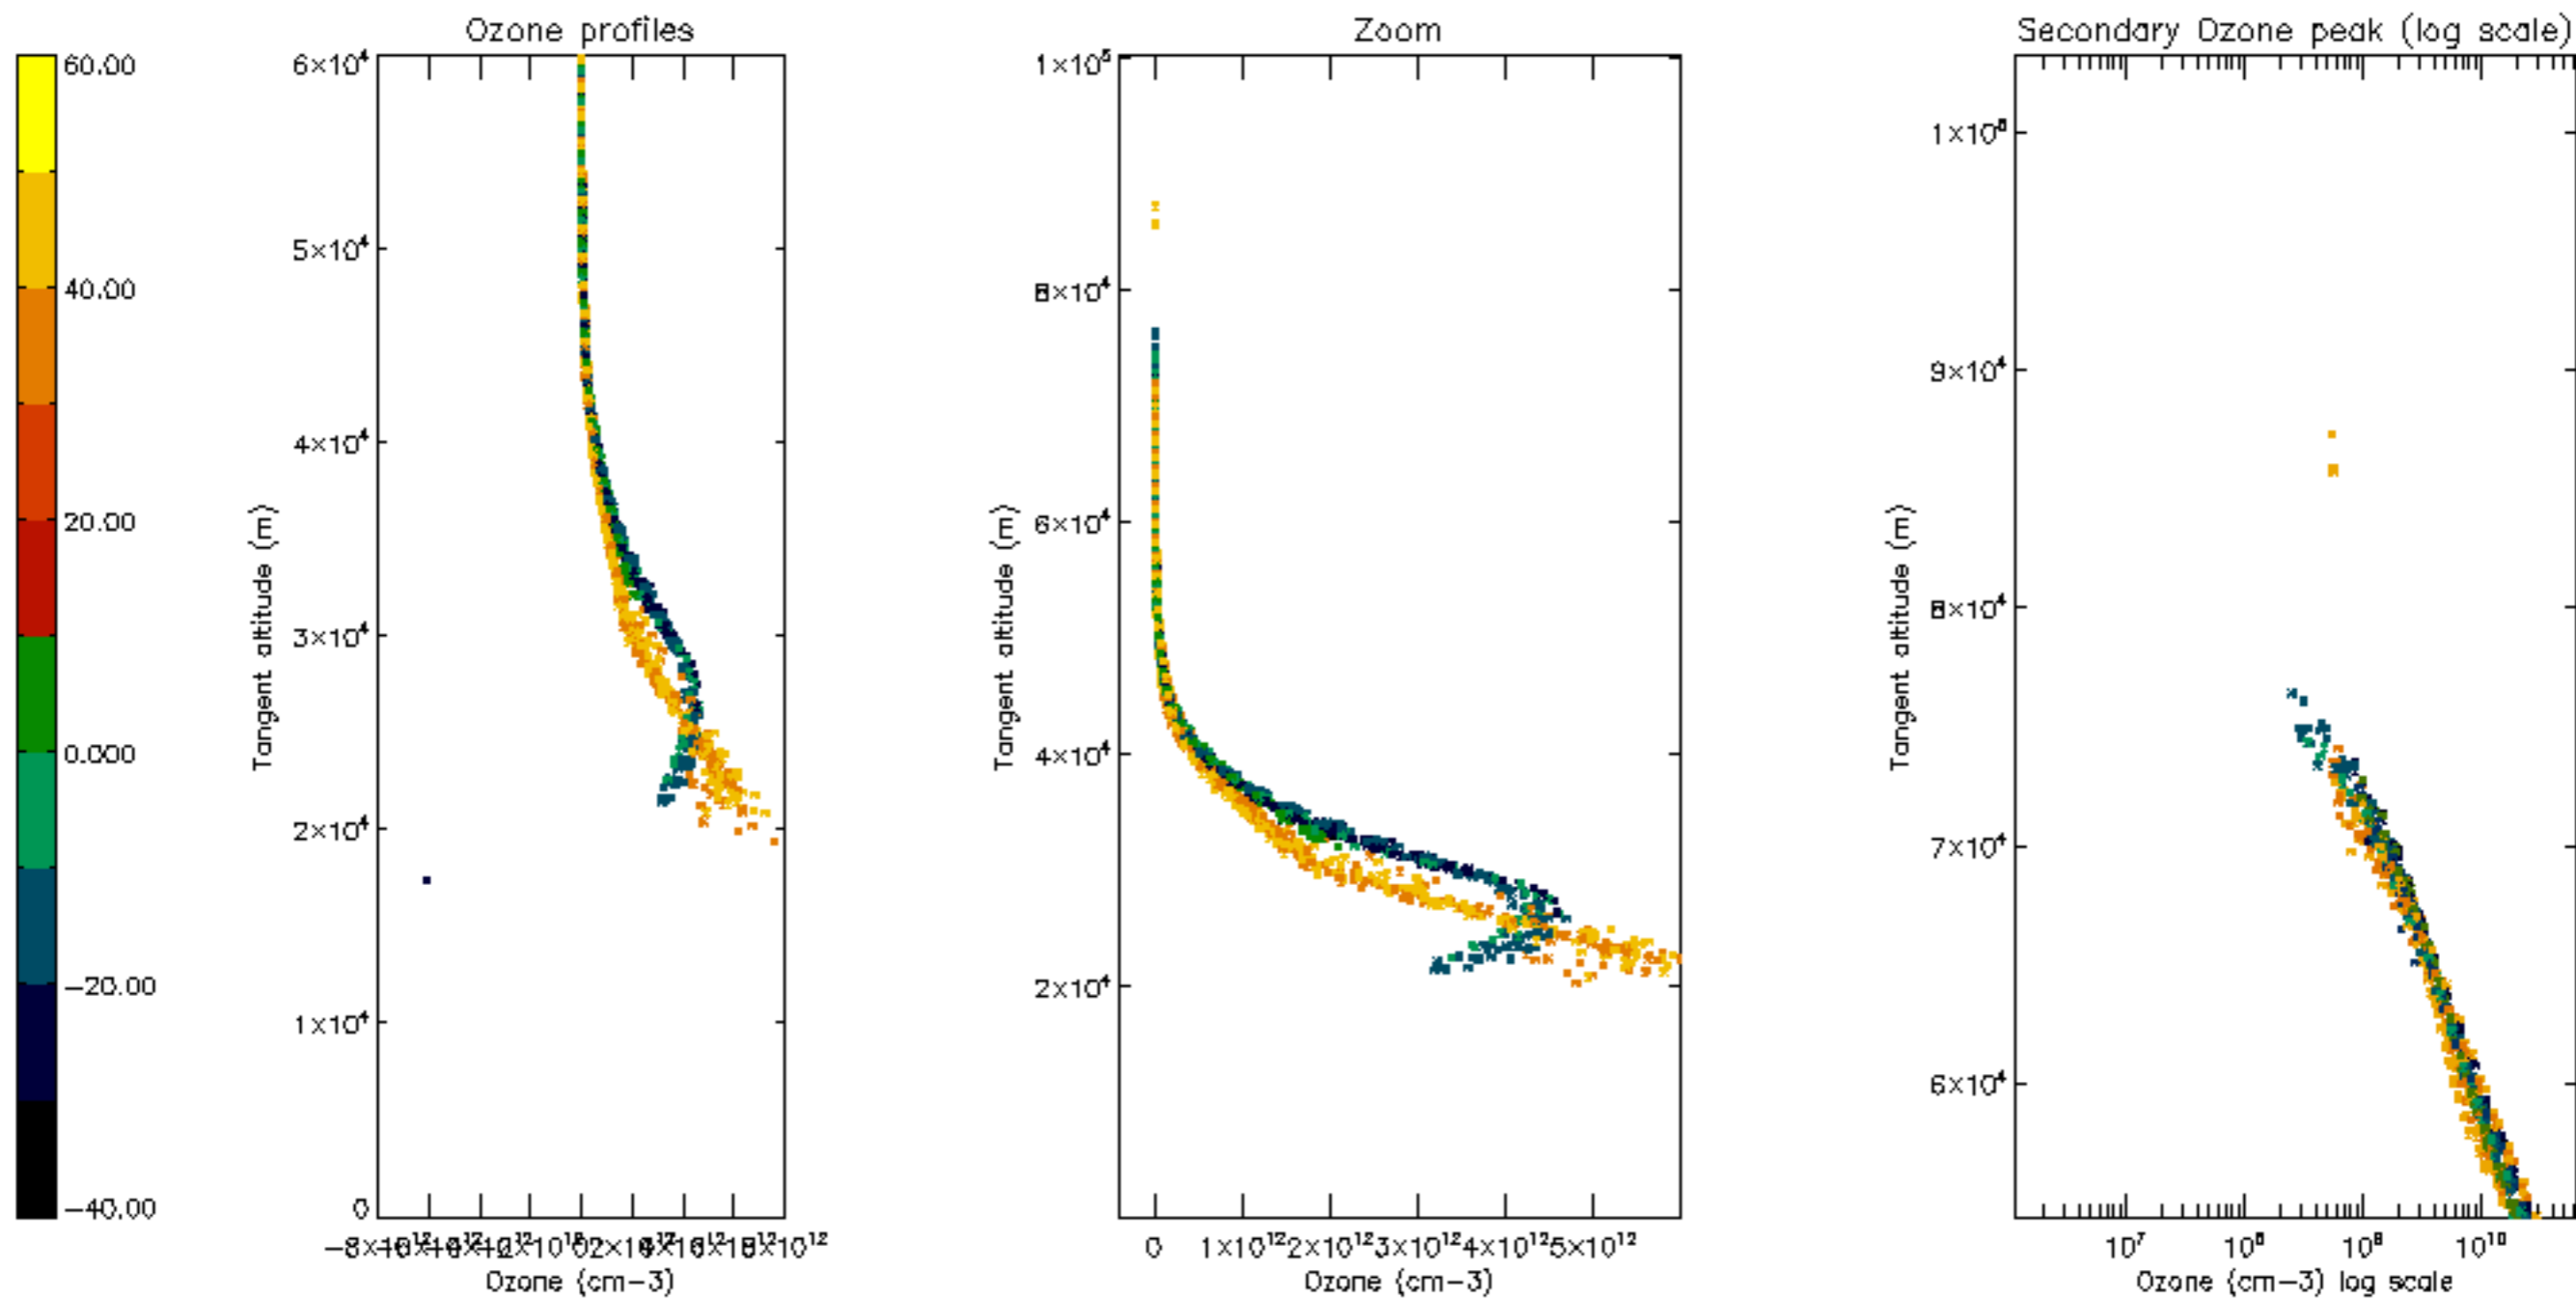 Ozone profiles
Zoom
Secondary Ozone peak (log scale)
60.00
40.00
20.00
0.000
−20.00
−40.00
6×10⁴
5×10⁴
4×10⁴
3×10⁴
2×10⁴
1×10⁴
0
Tangent altitude (m)
Ozone (cm−3)
1×10⁵
8×10⁴
6×10⁴
4×10⁴
2×10⁴
Tangent altitude (m)
0 1×10¹² 2×10¹² 3×10¹² 4×10¹² 5×10¹²
Ozone (cm−3)
9×10⁴
8×10⁴
7×10⁴
6×10⁴
Tangent altitude (m)
10⁷ 10⁸ 10⁹ 10¹⁰
Ozone (cm−3) log scale